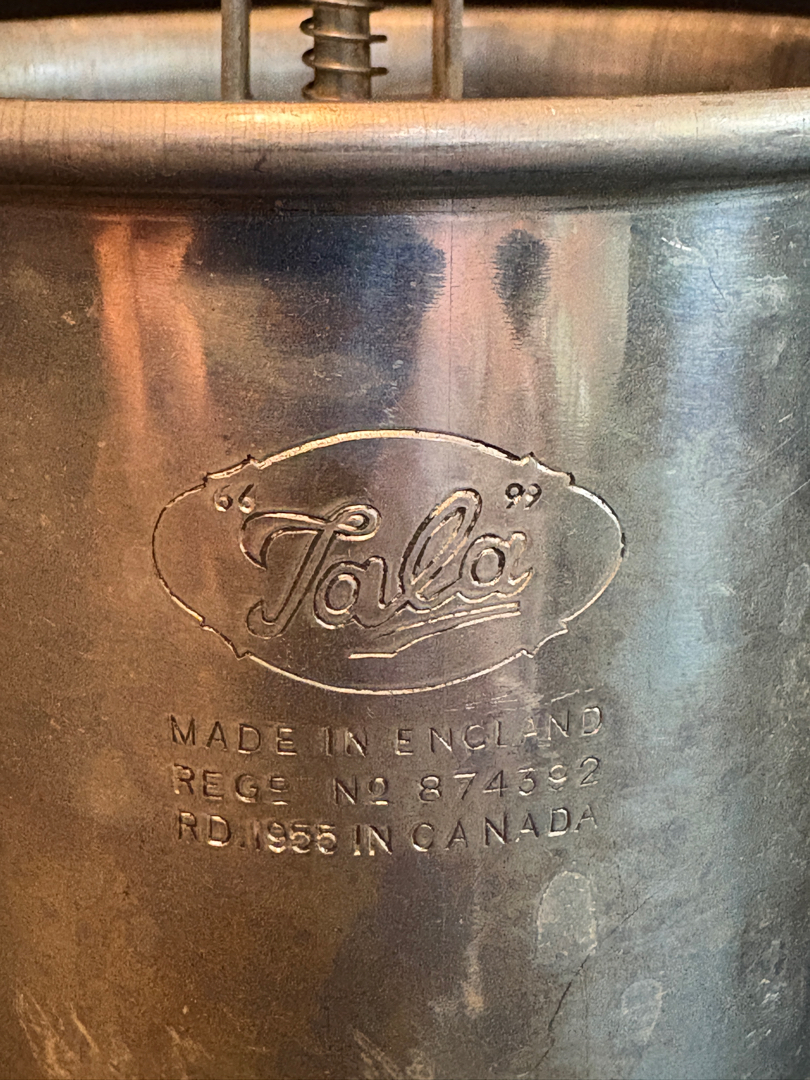 “Tala”
MADE IN ENGLAND
REGD No 874392
RD. 1955 IN CANADA